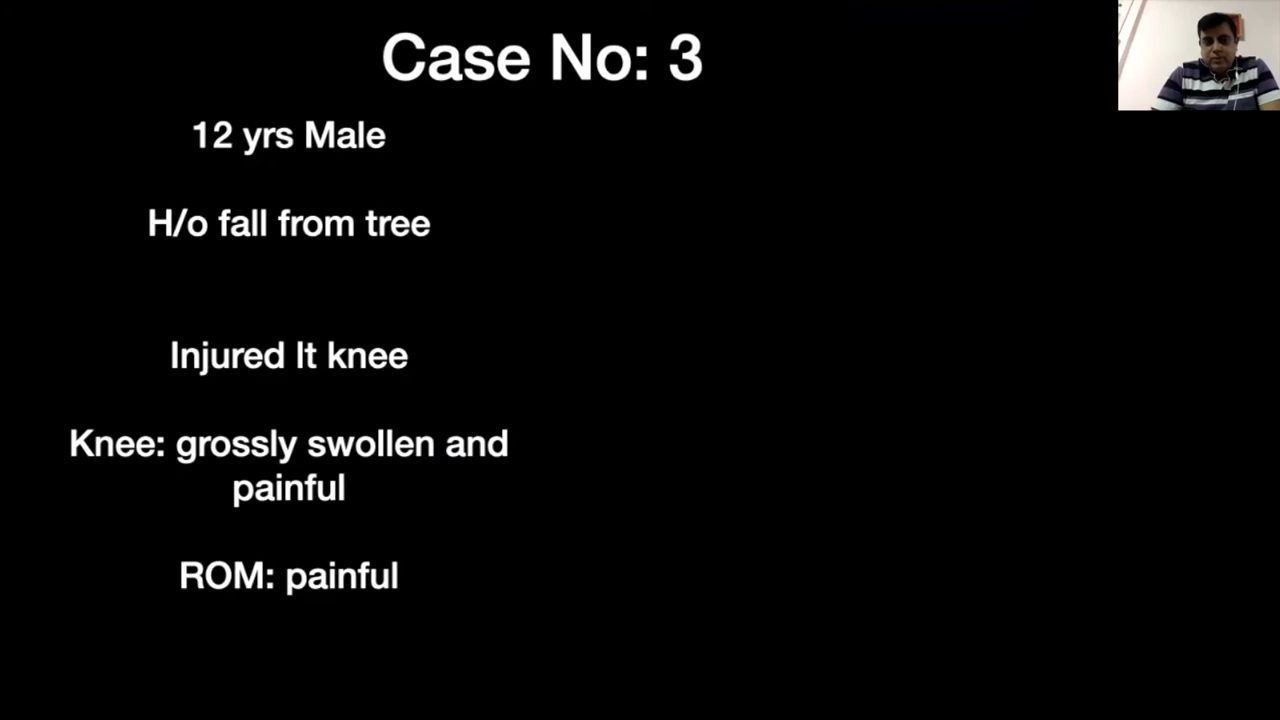 Case No: 3
12 yrs Male
H/o fall from tree
Injured lt knee
Knee: grossly swollen and
painful
ROM: painful